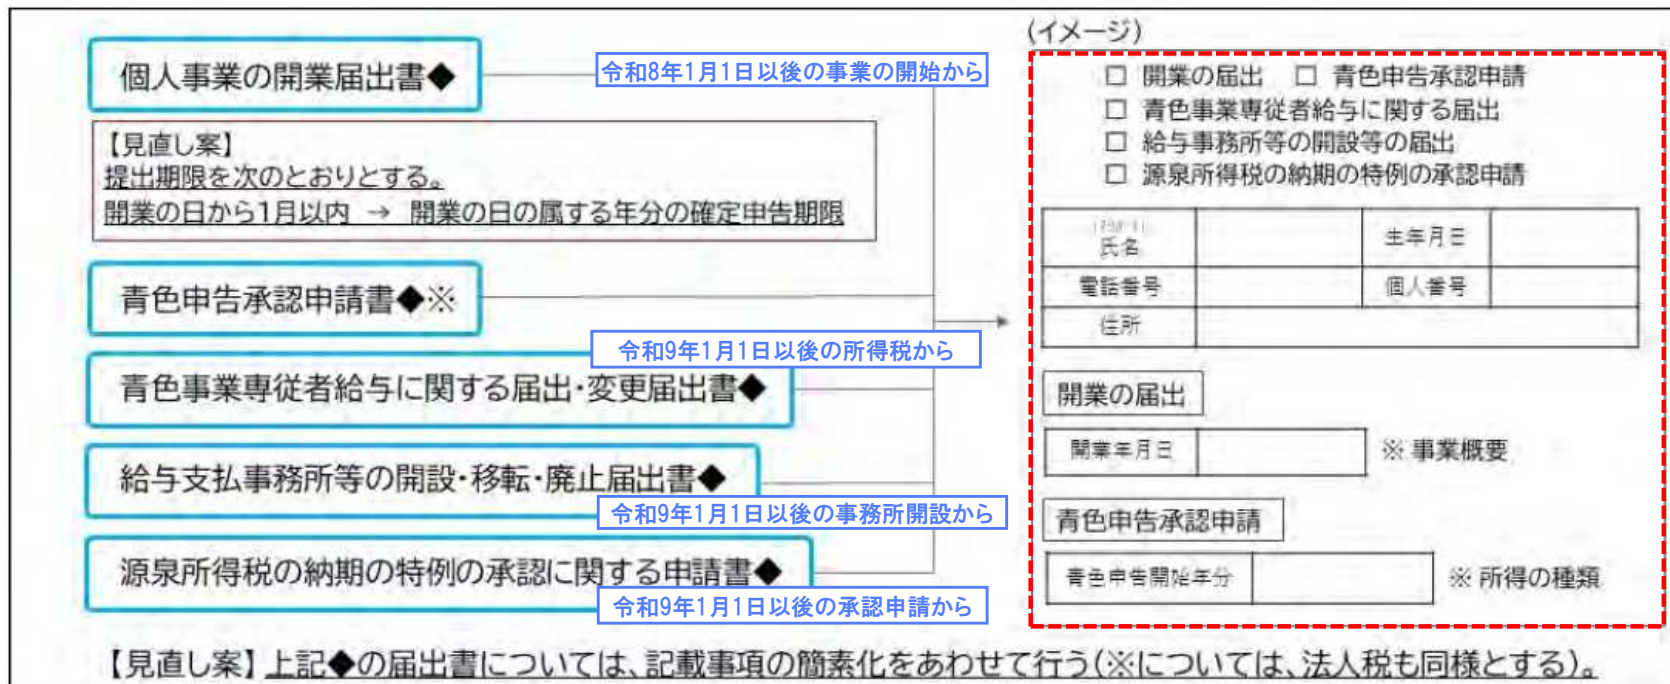 個人事業の開業届出書◆
令和8年1月1日以後の事業の開始から
【見直し案】
提出期限を次のとおりとする。
開業の日から1月以内 → 開業の日の属する年分の確定申告期限
青色申告承認申請書◆※
令和9年1月1日以後の所得税から
青色事業専従者給与に関する届出・変更届出書◆
給与支払事務所等の開設・移転・廃止届出書◆
令和9年1月1日以後の事務所開設から
源泉所得税の納期の特例の承認に関する申請書◆
令和9年1月1日以後の承認申請から
(イメージ)
□ 開業の届出 □ 青色申告承認申請
□ 青色事業専従者給与に関する届出
□ 給与事務所等の開設等の届出
□ 源泉所得税の納期の特例の承認申請
氏名 生年月日
電話番号 個人番号
住所
開業の届出
開業年月日 ※ 事業概要
青色申告承認申請
青色申告開始年分 ※ 所得の種類
【見直し案】上記◆の届出書については、記載事項の簡素化をあわせて行う(※については、法人税も同様とする)。